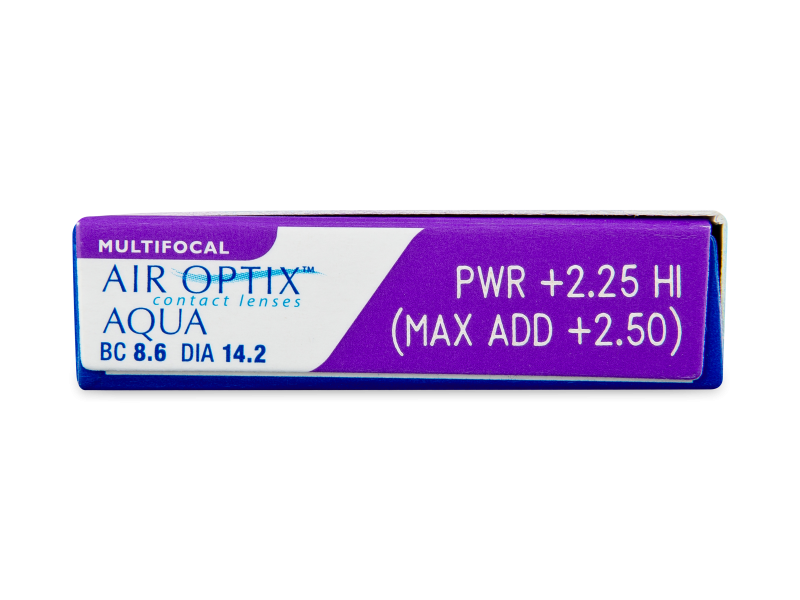 MULTIFOCAL
AIR OPTIX™
contact lenses
AQUA
BC 8.6 DIA 14.2
PWR +2.25 HI
(MAX ADD +2.50)